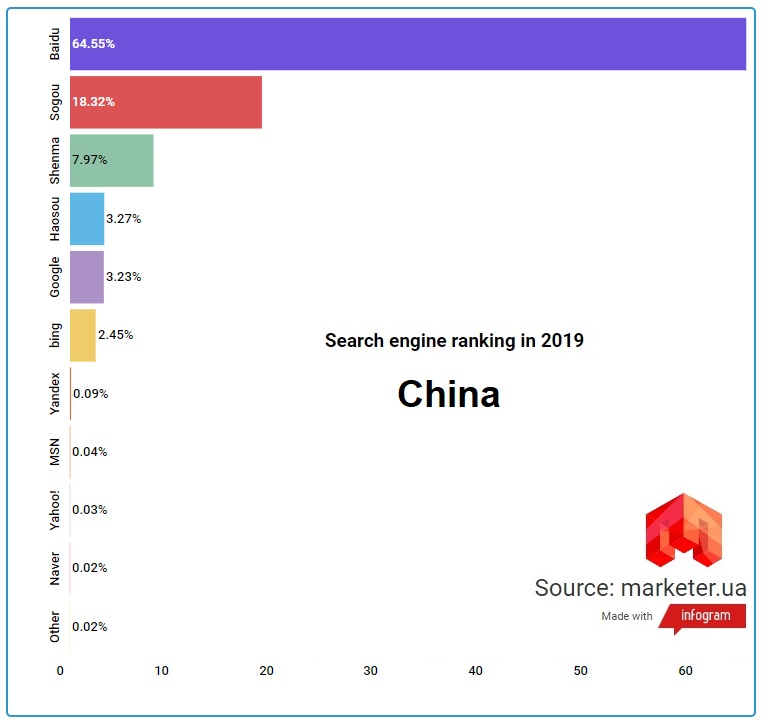 Baidu 64.55%
Sogou 18.32%
Shenma 7.97%
Haosou 3.27%
Google 3.23%
bing 2.45%
Search engine ranking in 2019
China
Yandex 0.09%
MSN 0.04%
Yahoo! 0.03%
Naver 0.02%
Source: marketer.ua
Made with infogram
Other 0.02%
0 10 20 30 40 50 60